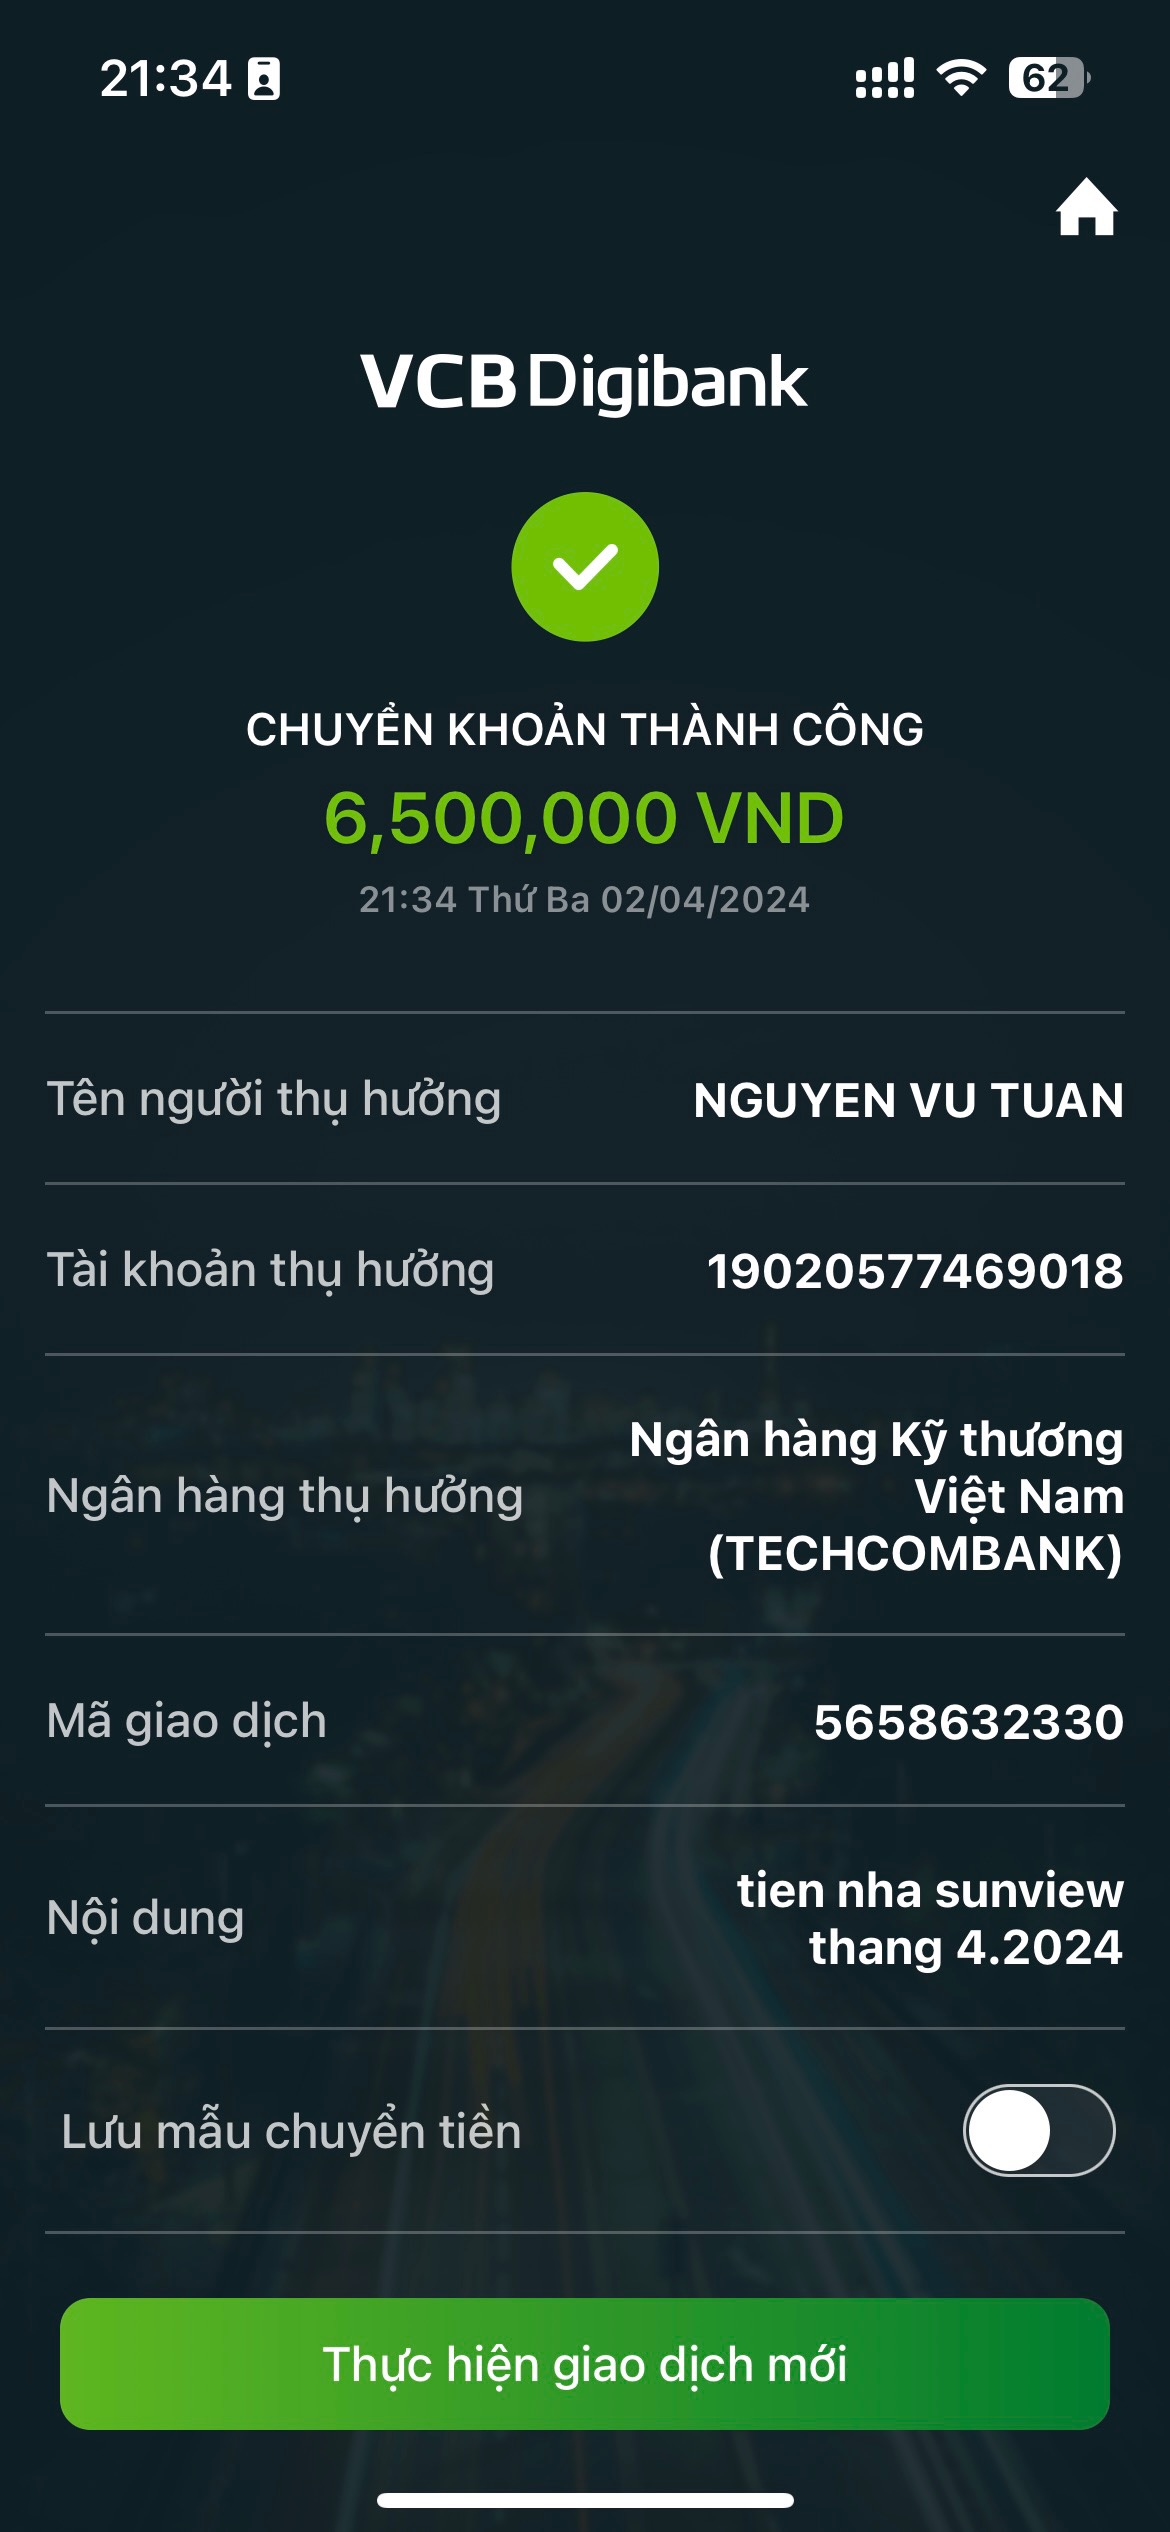 21:34
62
VCB Digibank
CHUYỂN KHOẢN THÀNH CÔNG
6,500,000 VND
21:34 Thứ Ba 02/04/2024
Tên người thụ hưởng NGUYEN VU TUAN
Tài khoản thụ hưởng 19020577469018
Ngân hàng thụ hưởng Ngân hàng Kỹ thương
Việt Nam
(TECHCOMBANK)
Mã giao dịch 5658632330
Nội dung tien nha sunview
thang 4.2024
Lưu mẫu chuyển tiền
Thực hiện giao dịch mới